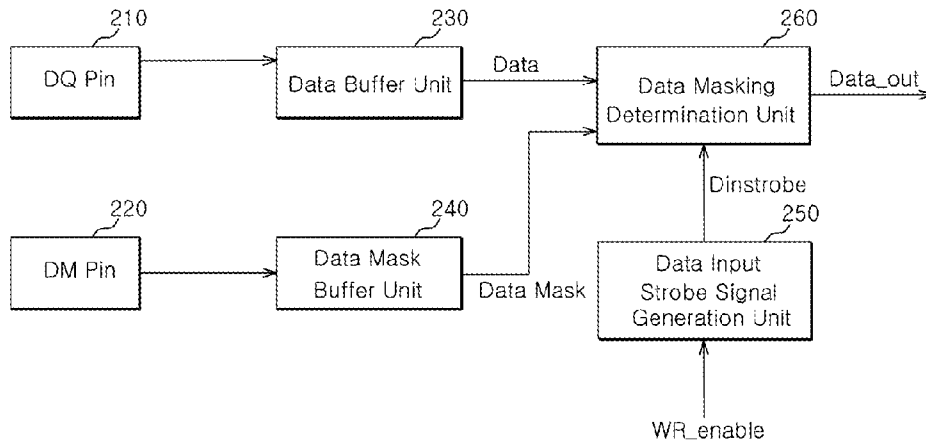 210
230
260
DQ Pin
Data Buffer Unit
Data
Data Masking
Determination Unit
Data_out
Dinstrobe
220
240
250
DM Pin
Data Mask
Buffer Unit
Data Mask
Data Input
Strobe Signal
Generation Unit
WR_enable